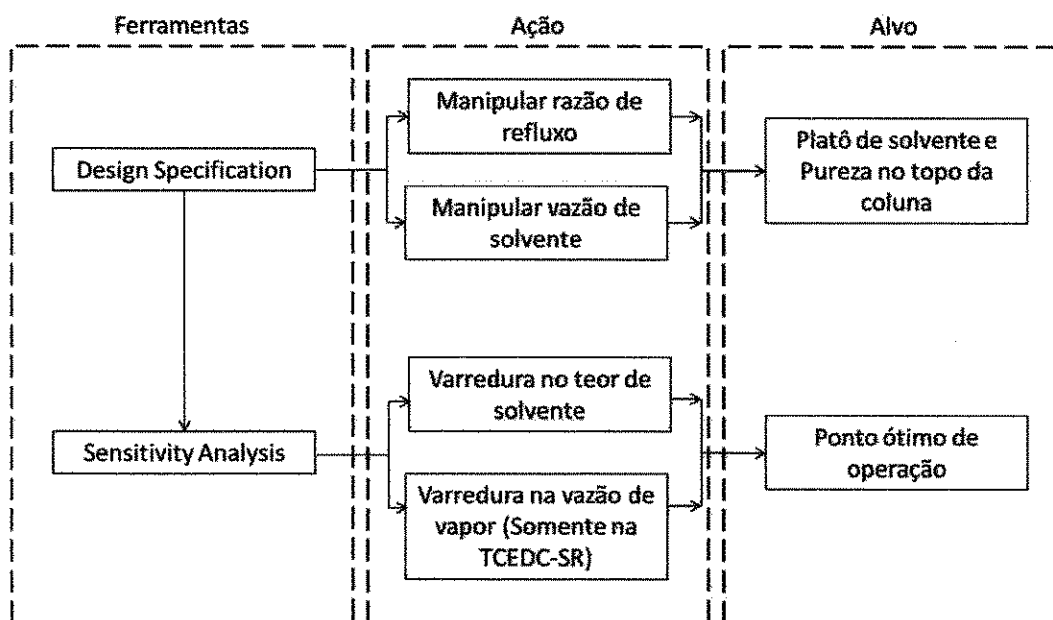 Ferramentas
Ação
Alvo
Design Specification
Manipular razão de
refluxo
Manipular vazão de
solvente
Platô de solvente e
Pureza no topo da
coluna
Sensitivity Analysis
Varredura no teor de
solvente
Varredura na vazão de
vapor (Somente na
TCEDC-SR)
Ponto ótimo de
operação